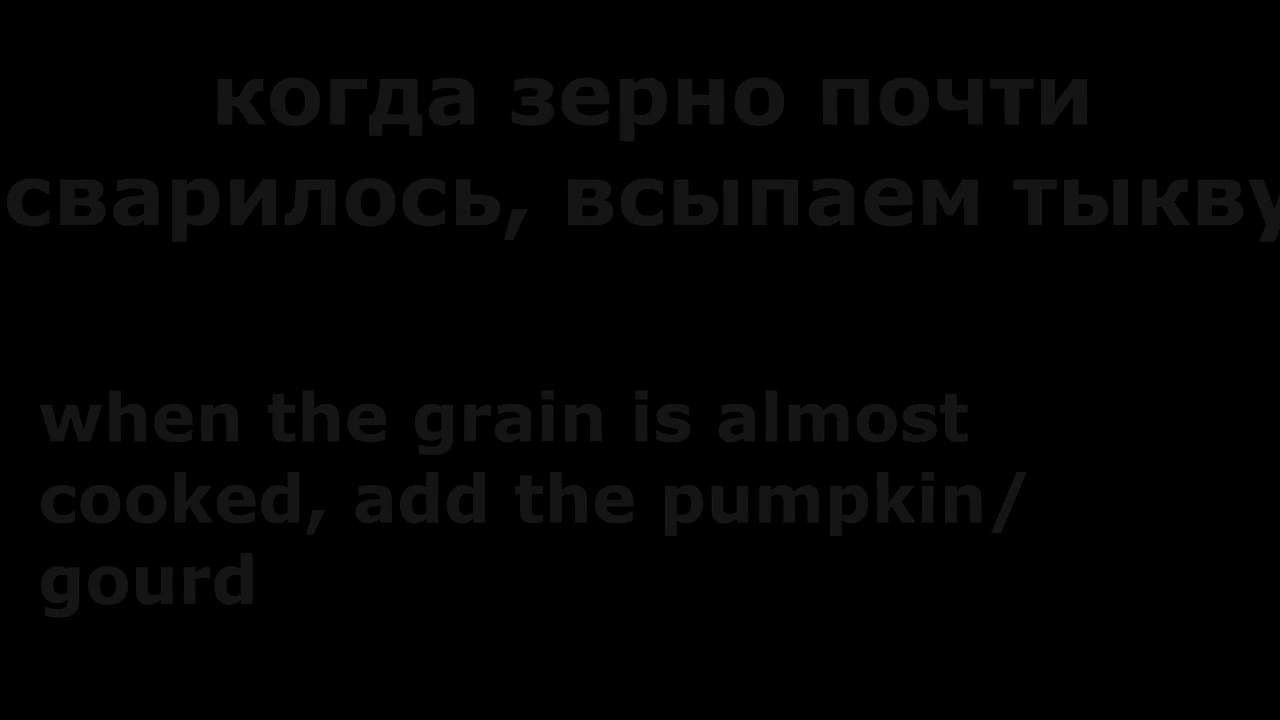 когда зерно почти
сварилось, всыпаем тыкву
when the grain is almost
cooked, add the pumpkin/
gourd